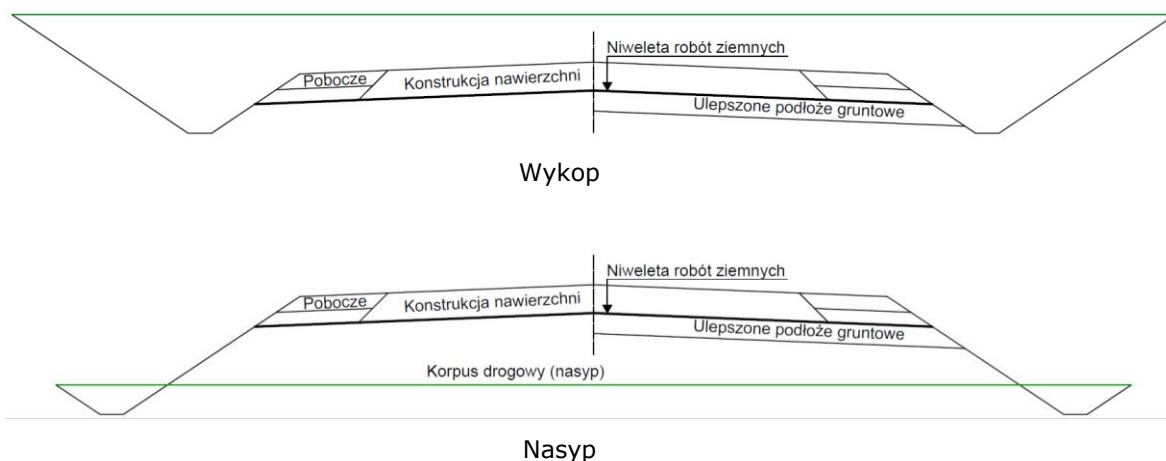 Niweleta robót ziemnych
Pobocze
Konstrukcja nawierzchni
Ulepszone podłoże gruntowe
Wykop
Niweleta robót ziemnych
Pobocze
Konstrukcja nawierzchni
Ulepszone podłoże gruntowe
Korpus drogowy (nasyp)
Nasyp